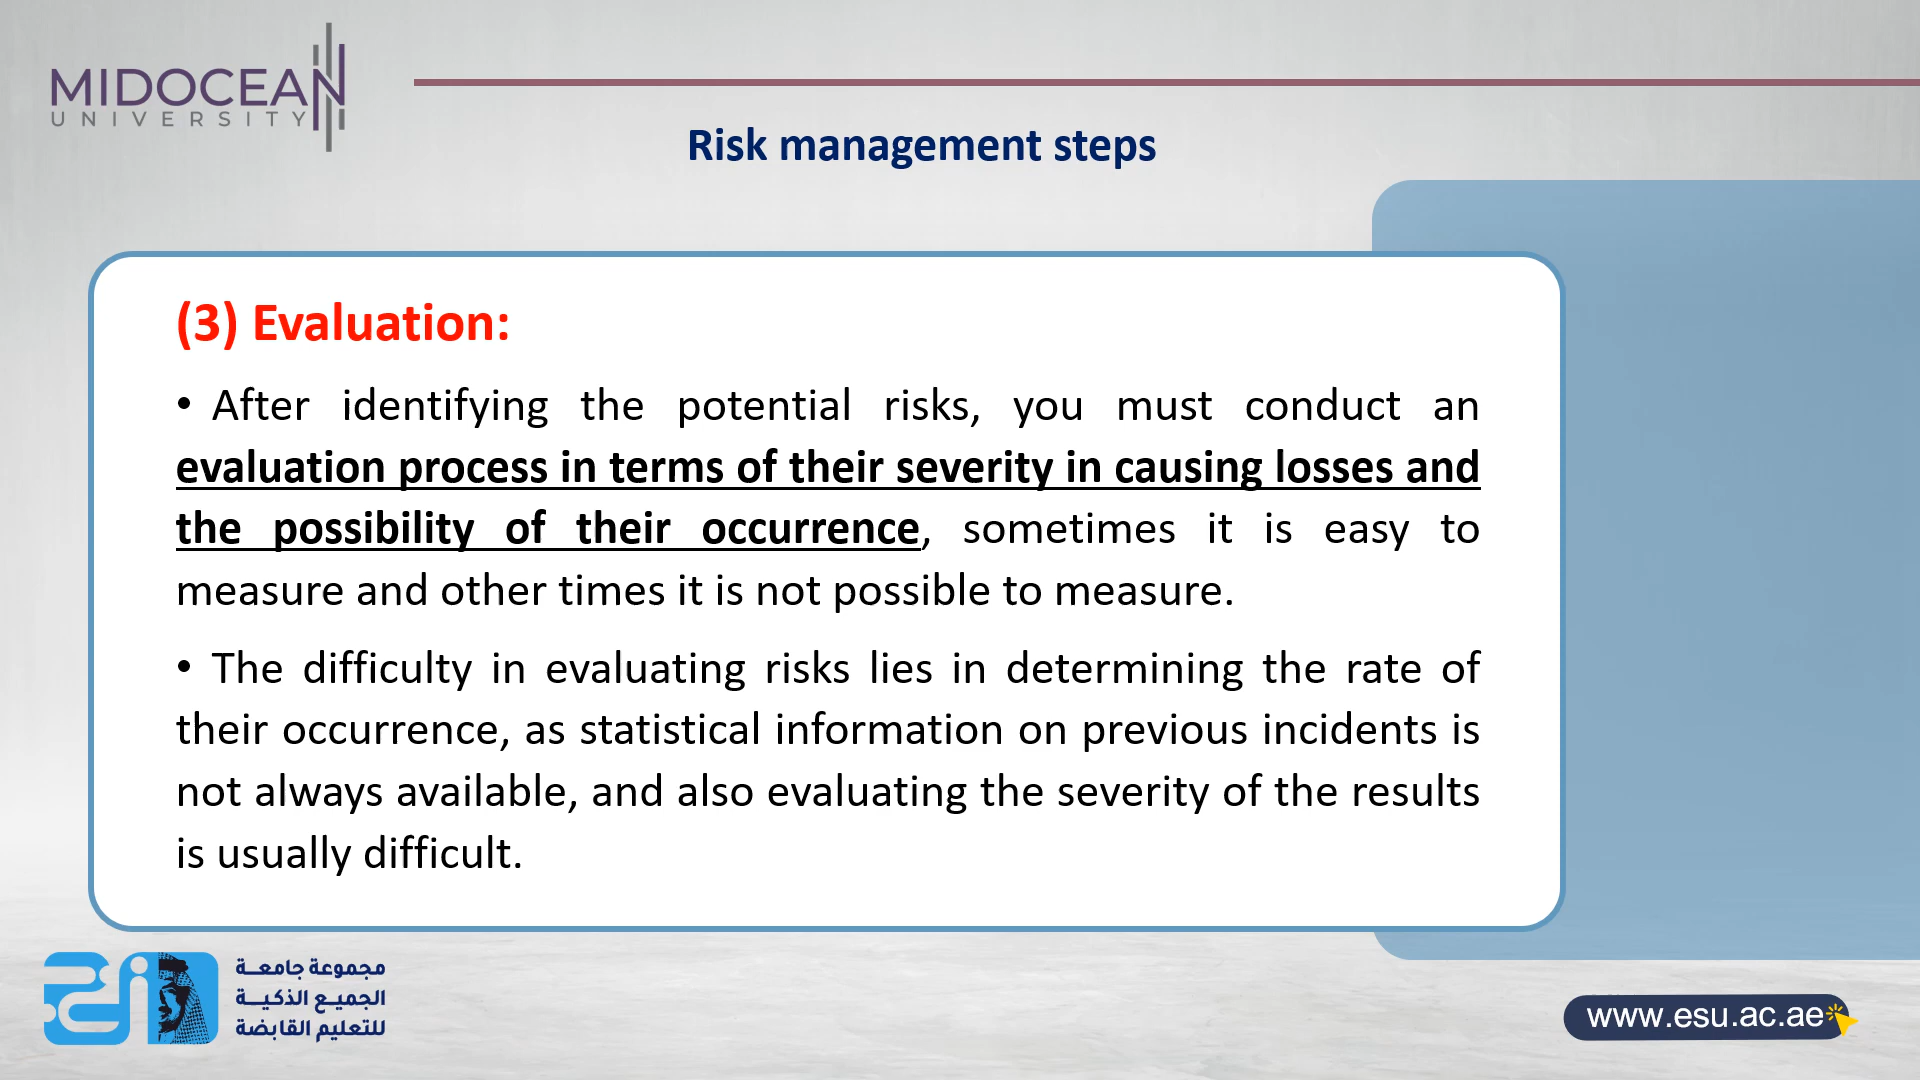 MIDOCEAN
UNIVERSITY
Risk management steps
(3) Evaluation:
• After identifying the potential risks, you must conduct an
evaluation process in terms of their severity in causing losses and
the possibility of their occurrence, sometimes it is easy to
measure and other times it is not possible to measure.
• The difficulty in evaluating risks lies in determining the rate of
their occurrence, as statistical information on previous incidents is
not always available, and also evaluating the severity of the results
is usually difficult.
مجموعة جامعة
الجميع الذكية
للتعليم القابضة
www.esu.ac.ae